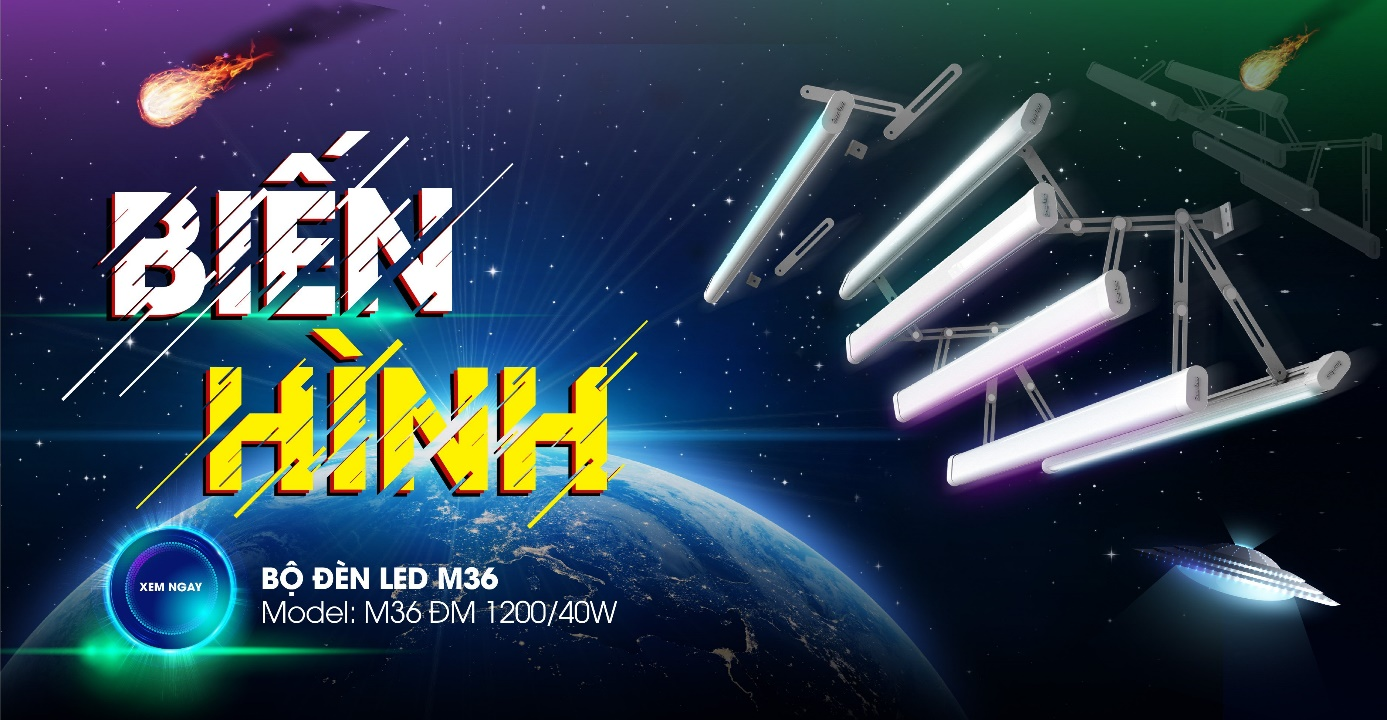 BIẾN
HÌNH
XEM NGAY
BỘ ĐÈN LED M36
Model: M36 ĐM 1200/40W